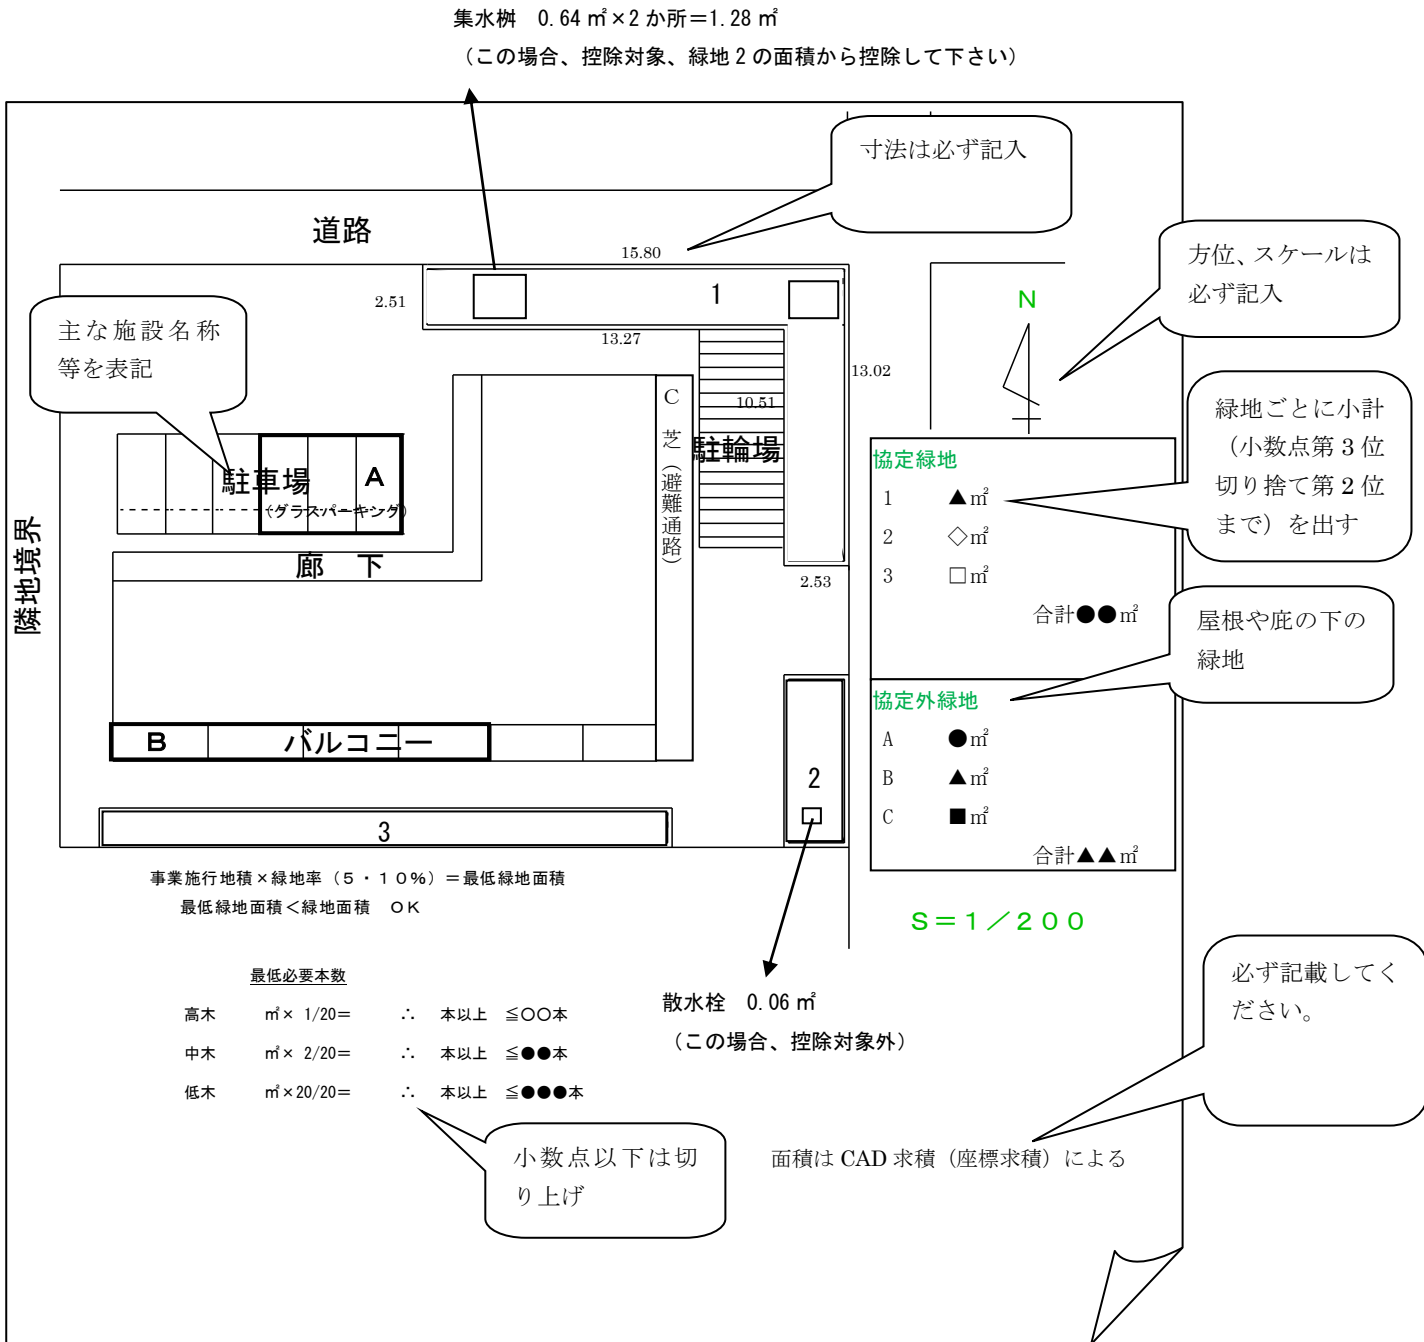 集水桝　0.64㎡×2か所＝1.28㎡
（この場合、控除対象、緑地2の面積から控除して下さい）
寸法は必ず記入
道路
15.80
方位、スケールは
必ず記入
N
2.51
1
主な施設名称
等を表記
13.27
13.02
C 芝（避難通路）
10.51
駐輪場
緑地ごとに小計
（小数点第3位
切り捨て第2位
まで）を出す
駐車場
A
（グラスパーキング）
協定緑地
1　▲㎡
2　◇㎡
3　□㎡
合計●●㎡
隣地境界
廊　下
2.53
屋根や庇の下の
緑地
協定外緑地
A　●㎡
B　▲㎡
C　■㎡
合計▲▲㎡
B
バルコニー
2
3
事業施行地積×緑地率（5・10%）＝最低緑地面積
最低緑地面積＜緑地面積　OK
S＝1／200
最低必要本数
高木　㎡× 1/20＝　∴　本以上　≦○○本
中木　㎡× 2/20＝　∴　本以上　≦●●本
低木　㎡×20/20＝　∴　本以上　≦●●●本
散水栓　0.06㎡
（この場合、控除対象外）
必ず記載してく
ださい。
小数点以下は切
り上げ
面積はCAD求積（座標求積）による